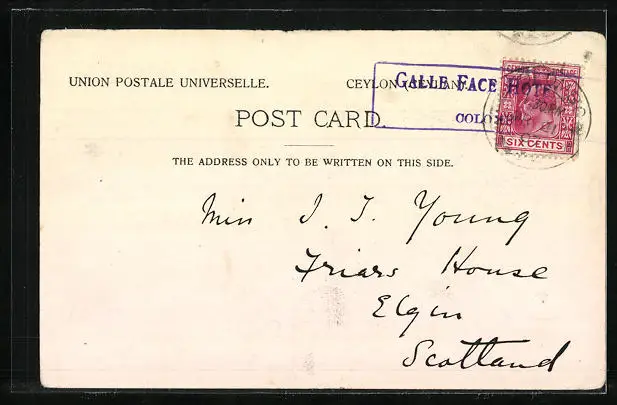 UNION POSTALE UNIVERSELLE. CEYLON (CEYLAN).
GALLE FACE HOTEL
COLOMBO
POST CARD.
SIX CENTS
THE ADDRESS ONLY TO BE WRITTEN ON THIS SIDE.
Miss J. J. Young
Friars House
Elgin
Scotland